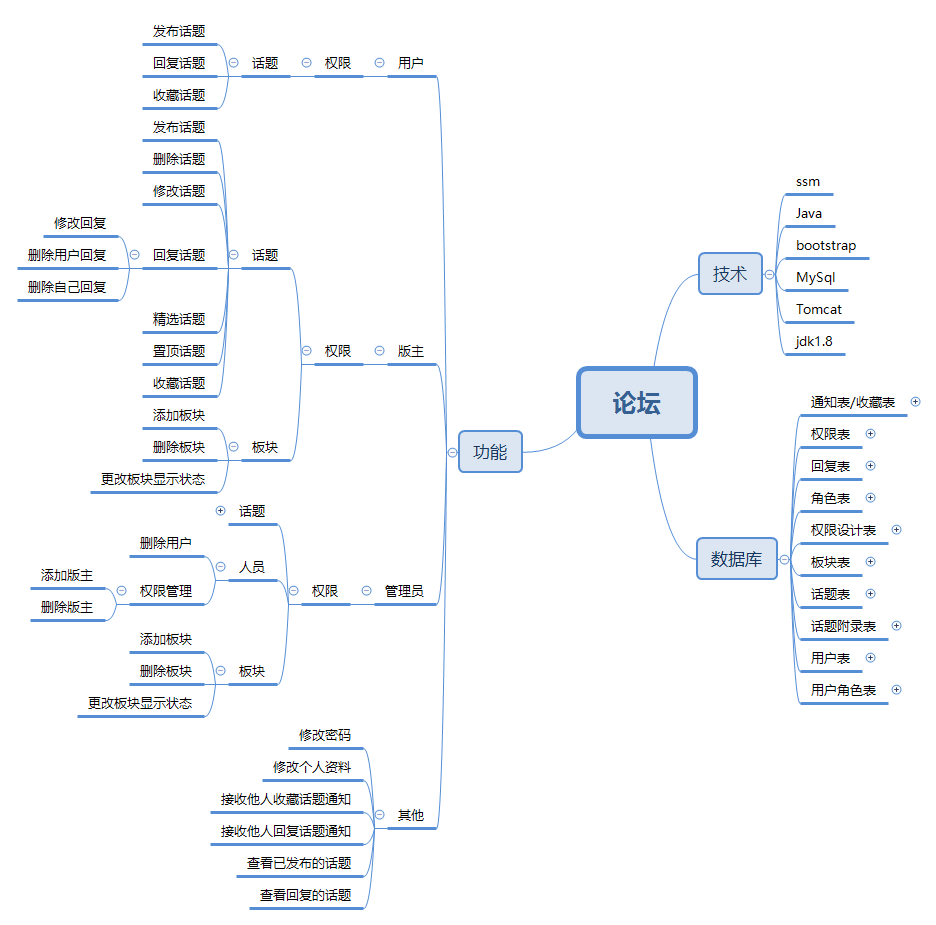 论坛
技术
ssm
Java
bootstrap
MySql
Tomcat
jdk1.8
数据库
通知表/收藏表
权限表
回复表
角色表
权限设计表
板块表
话题表
话题附录表
用户表
用户角色表
功能
用户
权限
话题
发布话题
回复话题
收藏话题
版主
权限
话题
发布话题
删除话题
修改话题
回复话题
修改回复
删除用户回复
删除自己回复
精选话题
置顶话题
收藏话题
板块
添加板块
删除板块
更改板块显示状态
管理员
权限
话题
人员
删除用户
权限管理
添加版主
删除版主
板块
添加板块
删除板块
更改板块显示状态
其他
修改密码
修改个人资料
接收他人收藏话题通知
接收他人回复话题通知
查看已发布的话题
查看回复的话题